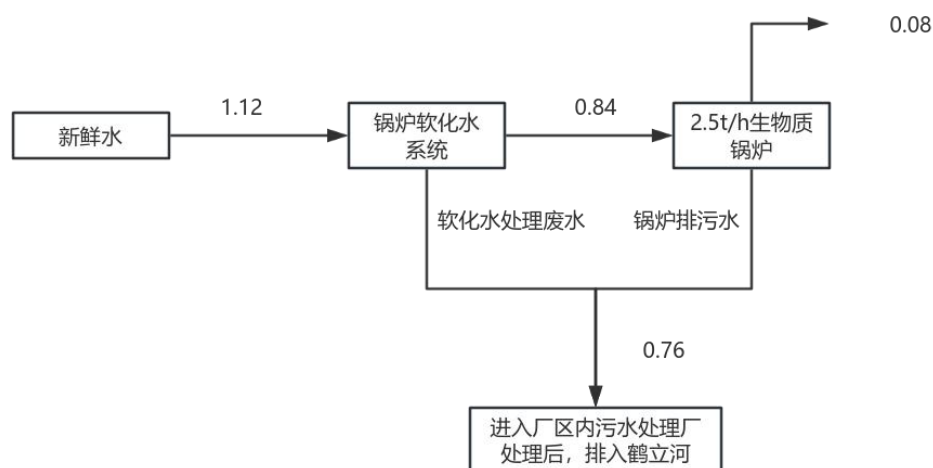 0.08
1.12
0.84
新鲜水
锅炉软化水
系统
2.5t/h生物质
锅炉
软化水处理废水
锅炉排污水
0.76
进入厂区内污水处理厂
处理后，排入鹤立河